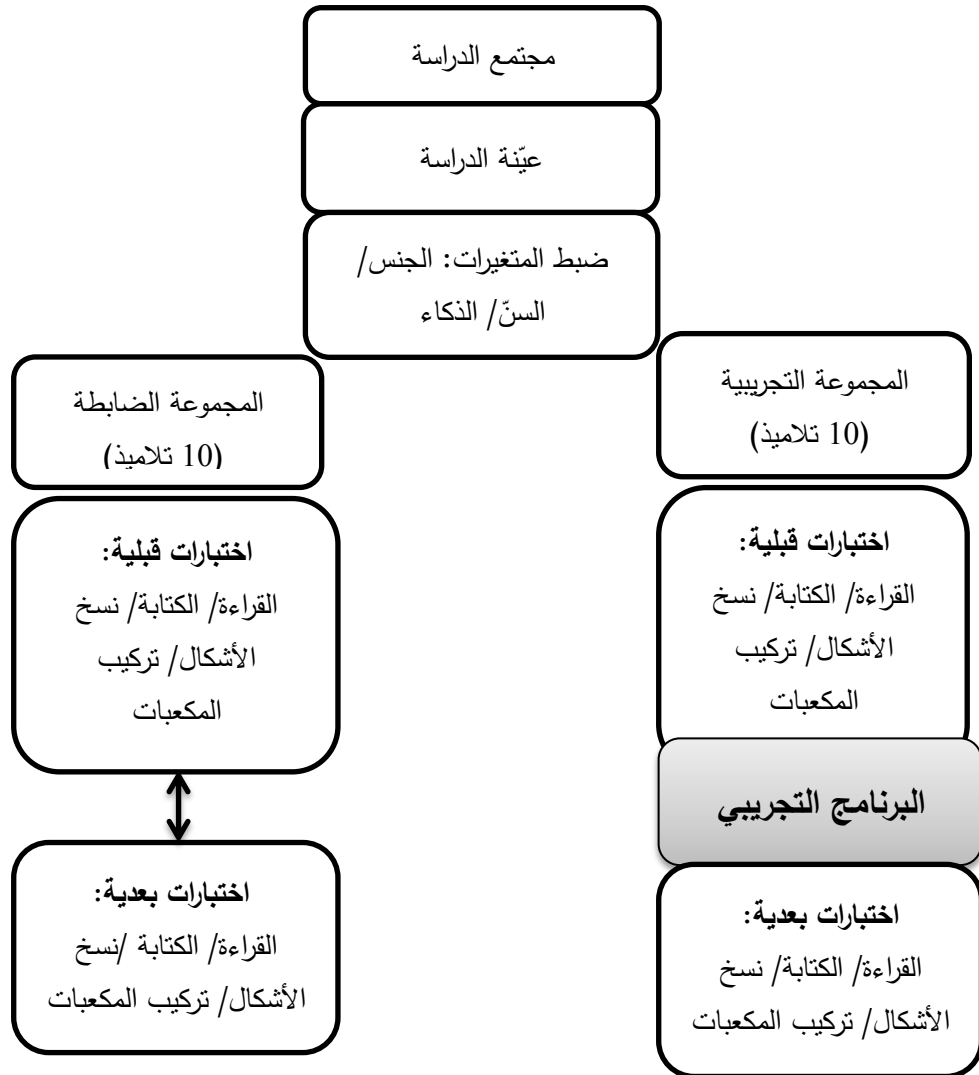 مجتمع الدراسة
عيّنة الدراسة
ضبط المتغيرات: الجنس/
السنّ/ الذكاء
المجموعة التجريبية
(10 تلاميذ)
المجموعة الضابطة
(10 تلاميذ)
اختبارات قبلية:
القراءة/ الكتابة/ نسخ
الأشكال/ تركيب
المكعبات
اختبارات قبلية:
القراءة/ الكتابة/ نسخ
الأشكال/ تركيب
المكعبات
البرنامج التجريبي
اختبارات بعدية:
القراءة/ الكتابة/ نسخ
الأشكال/ تركيب المكعبات
اختبارات بعدية:
القراءة/ الكتابة /نسخ
الأشكال/ تركيب المكعبات